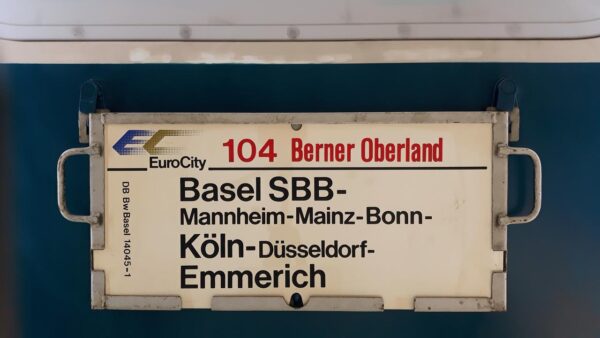 EC
EuroCity
104 Berner Oberland
Basel SBB-
Mannheim-Mainz-Bonn-
Köln-Düsseldorf-
Emmerich
DB Bw Basel 14045-1